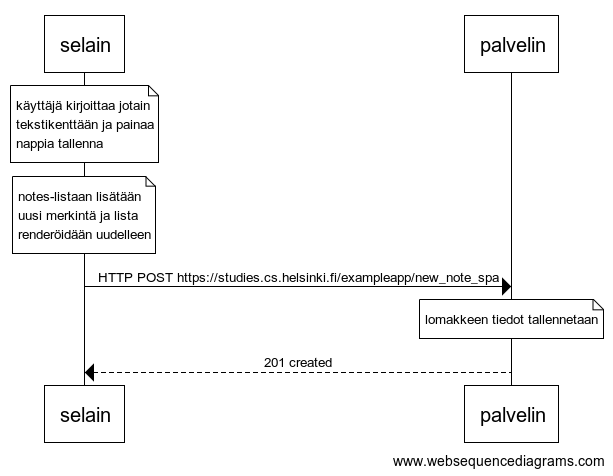 selain
palvelin
käyttäjä kirjoittaa jotain
tekstikenttään ja painaa
nappia tallenna
notes-listaan lisätään
uusi merkintä ja lista
renderöidään uudelleen
HTTP POST https://studies.cs.helsinki.fi/exampleapp/new_note_spa
lomakkeen tiedot tallennetaan
201 created
selain
palvelin
www.websequencediagrams.com